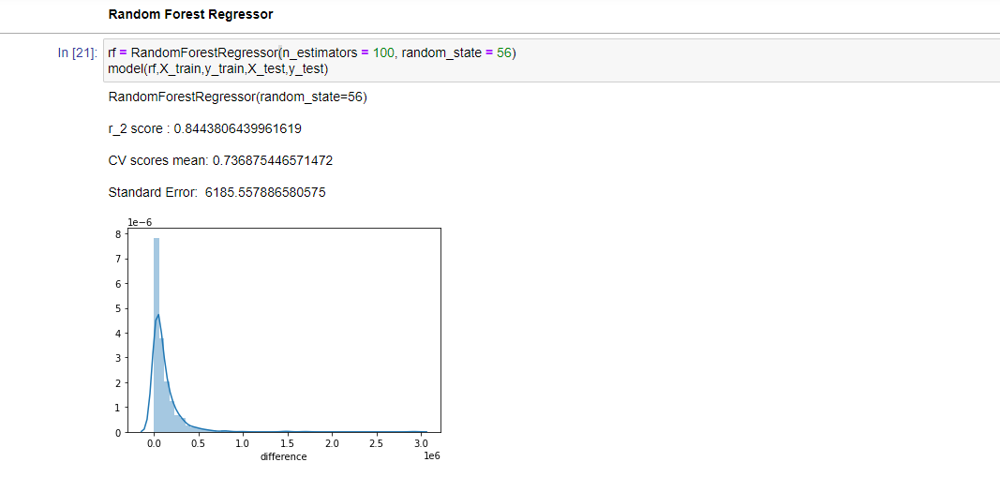 Random Forest Regressor
In [21]: rf = RandomForestRegressor(n_estimators = 100, random_state = 56)
model(rf,X_train,y_train,X_test,y_test)
RandomForestRegressor(random_state=56)
r_2 score : 0.8443806439961619
CV scores mean: 0.736875446571472
Standard Error:  6185.557886580575
1e−6
8
7
6
5
4
3
2
1
0
0.0 0.5 1.0 1.5 2.0 2.5 3.0
difference 1e6